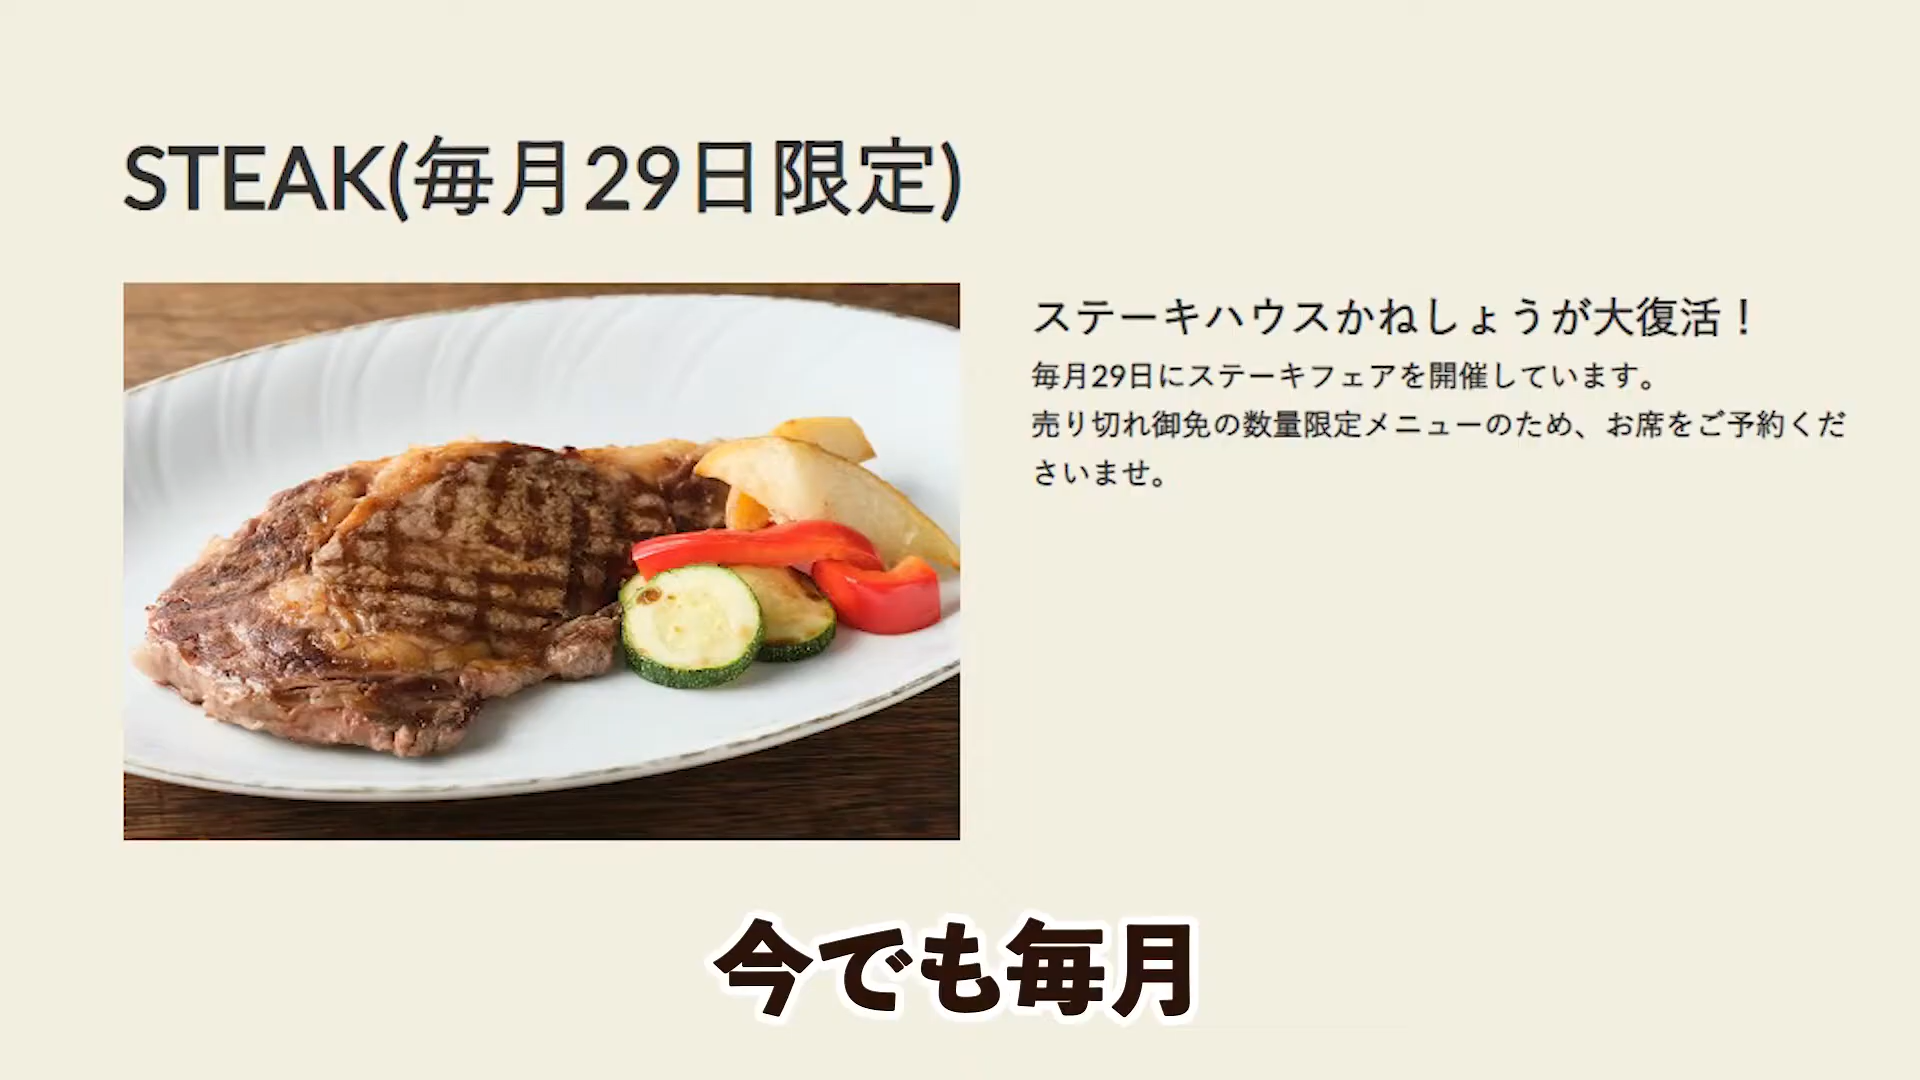 STEAK(毎月29日限定)
ステーキハウスかねしょうが大復活！
毎月29日にステーキフェアを開催しています。
売り切れ御免の数量限定メニューのため、お席をご予約くだ
さいませ。
今でも毎月